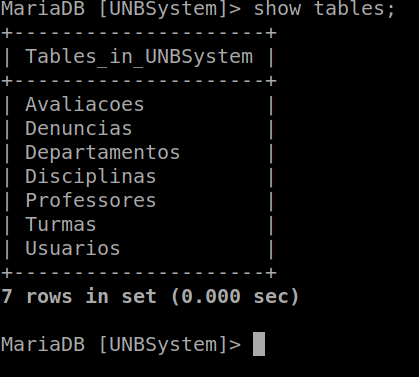 MariaDB [UNBSystem]> show tables;
+---------------------+
| Tables_in_UNBSystem |
+---------------------+
| Avaliacoes          |
| Denuncias           |
| Departamentos       |
| Disciplinas         |
| Professores         |
| Turmas              |
| Usuarios            |
+---------------------+
7 rows in set (0.000 sec)
MariaDB [UNBSystem]>